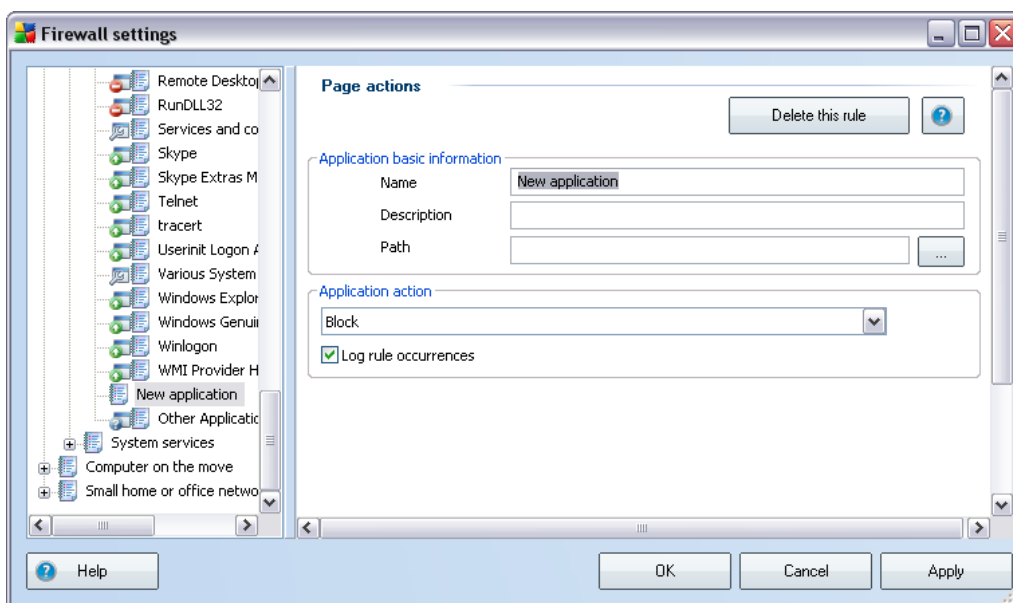 Firewall settings
Remote Desktop
RunDLL32
Services and co
Skype
Skype Extras M
Telnet
tracert
Userinit Logon A
Various System
Windows Explor
Windows Genui
Winlogon
WMI Provider H
New application
Other Applicatic
System services
Computer on the move
Small home or office netwo
Page actions
Delete this rule
Application basic information
Name
New application
Description
Path
...
Application action
Block
Log rule occurrences
Help
OK
Cancel
Apply